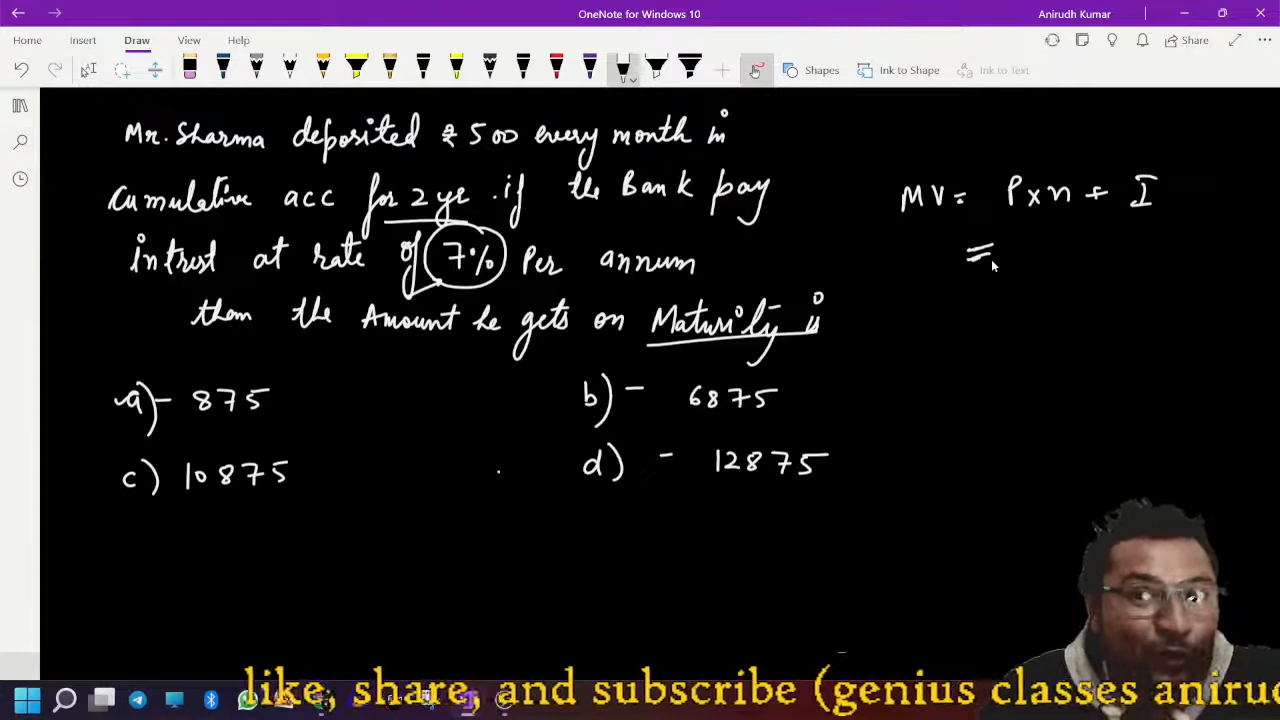 OneNote for Windows 10
Anirudh Kumar
Home Insert Draw View Help
Share
Shapes Ink to Shape Ink to Text
Mr. Sharma deposited ₹ 500 every month in
cumulative acc for 2 yr . if the Bank pay
intrest at rate of 7% Per annum
then the Amount he gets on Maturity is
MV = P x n + I
=
a) - 875
b) - 6875
c) 10875
d) - 12875
like, share, and subscribe (genius classes aniru